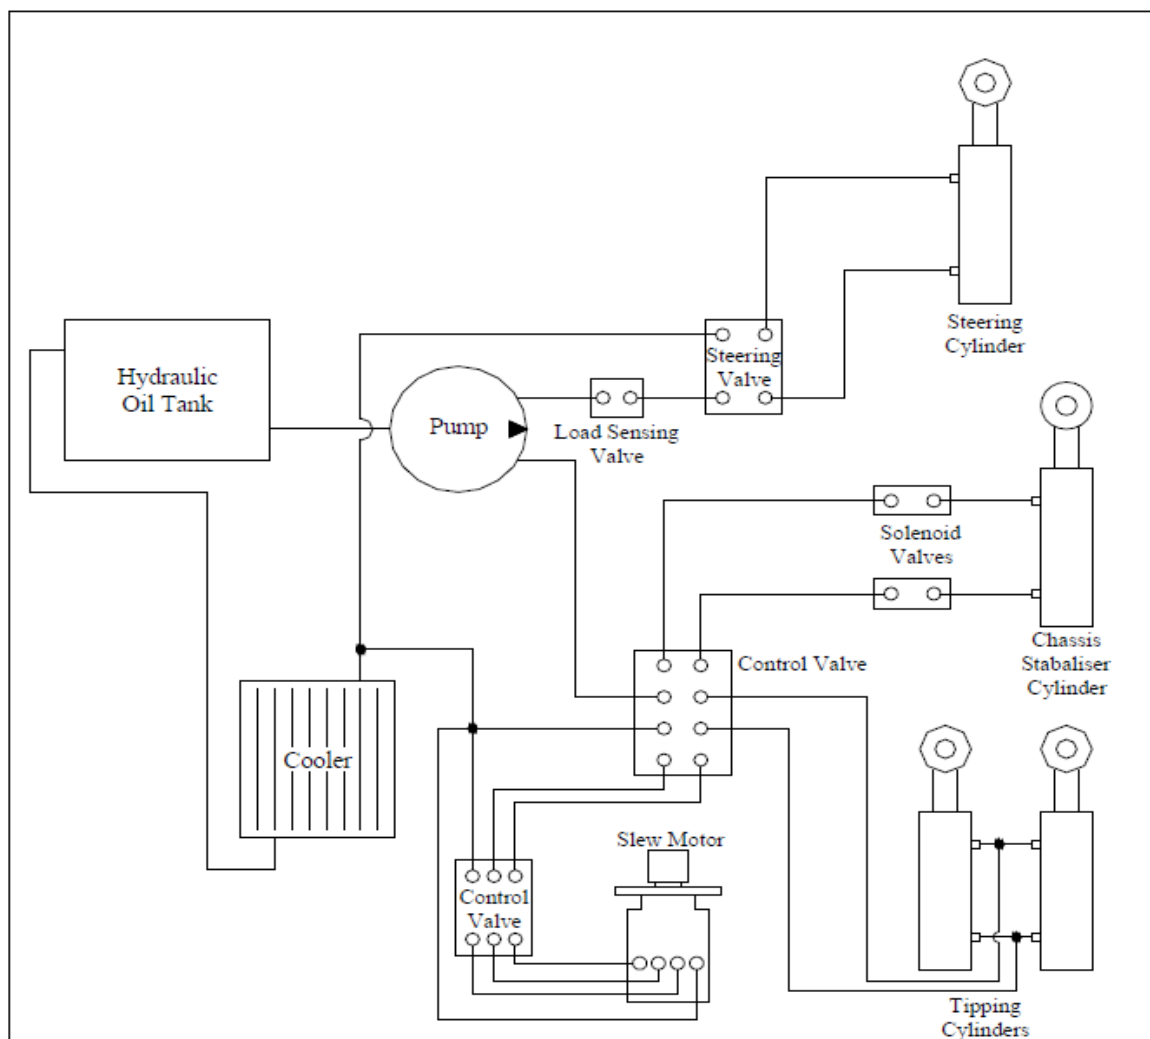 Steering
Cylinder
Hydraulic
Oil Tank
Steering
Valve
Pump
Load Sensing
Valve
Solenoid
Valves
Chassis
Stabaliser
Cylinder
Control Valve
Cooler
Slew Motor
Control
Valve
Tipping
Cylinders